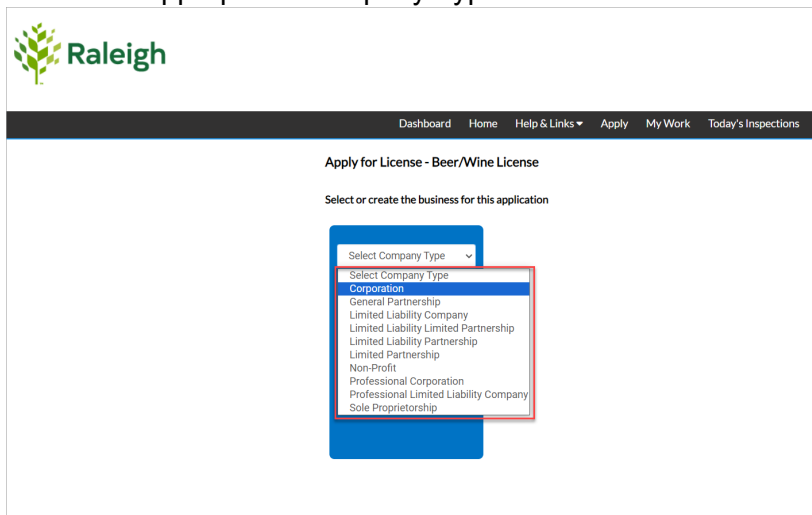 Raleigh
Dashboard Home Help & Links Apply My Work Today's Inspections
Apply for License - Beer/Wine License
Select or create the business for this application
Select Company Type
Select Company Type
Corporation
General Partnership
Limited Liability Company
Limited Liability Limited Partnership
Limited Liability Partnership
Limited Partnership
Non-Profit
Professional Corporation
Professional Limited Liability Company
Sole Proprietorship